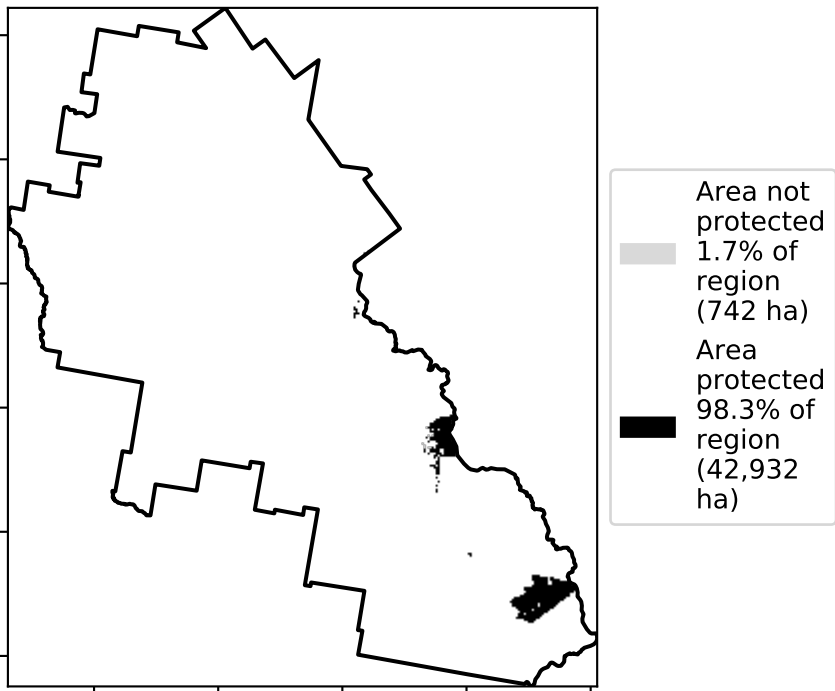 Area not
protected
1.7% of
region
(742 ha)
Area
protected
98.3% of
region
(42,932
ha)